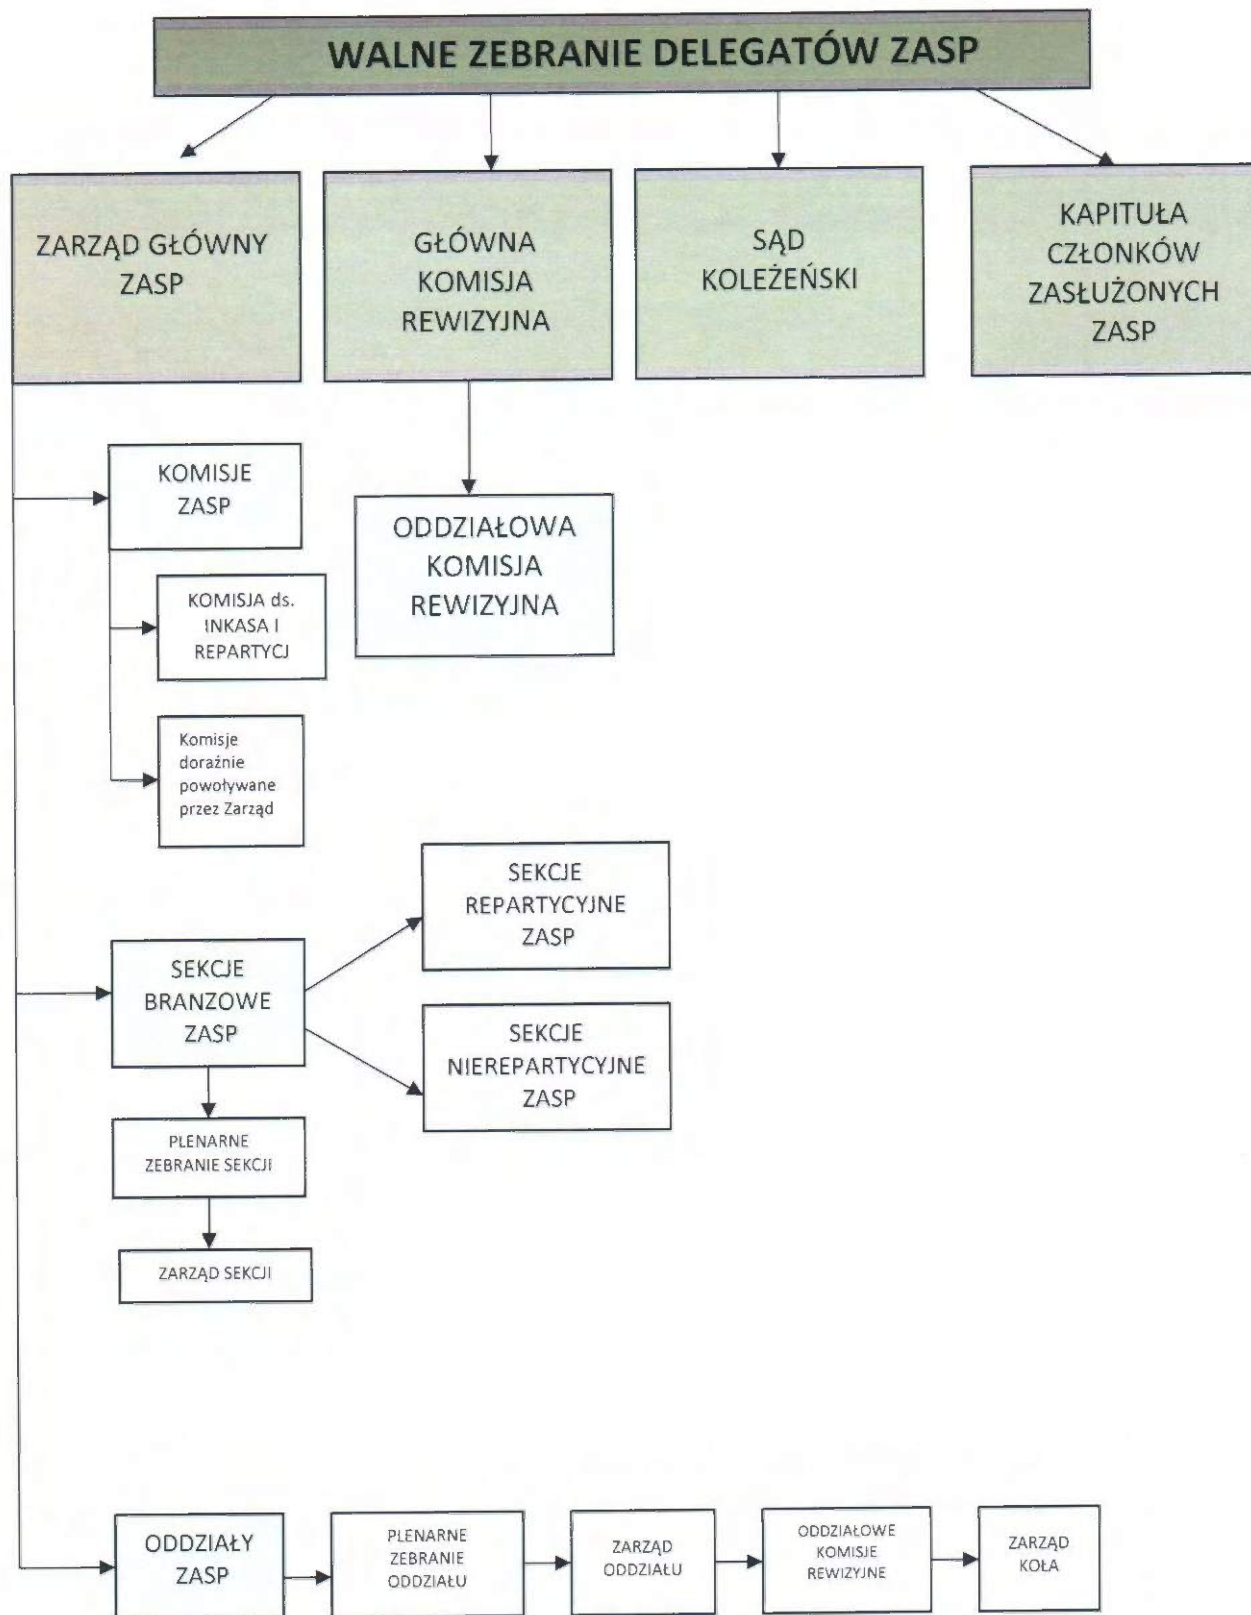 WALNE ZEBRANIE DELEGATÓW ZASP
ZARZĄD GŁÓWNY
ZASP
GŁÓWNA
KOMISJA
REWIZYJNA
SĄD
KOLEŻEŃSKI
KAPITUŁA
CZŁONKÓW
ZASŁUŻONYCH
ZASP
KOMISJE
ZASP
ODDZIAŁOWA
KOMISJA
REWIZYJNA
KOMISJA ds.
INKASA I
REPARTYCJ
Komisje
doraźnie
powoływane
przez Zarząd
SEKCJE
REPARTYCYJNE
ZASP
SEKCJE
BRANZOWE
ZASP
SEKCJE
NIEREPARTYCYJNE
ZASP
PLENARNE
ZEBRANIE SEKCJI
ZARZĄD SEKCJI
ODDZIAŁY
ZASP
PLENARNE
ZEBRANIE
ODDZIAŁU
ZARZĄD
ODDZIAŁU
ODDZIAŁOWE
KOMISJE
REWIZYJNE
ZARZĄD
KOŁA